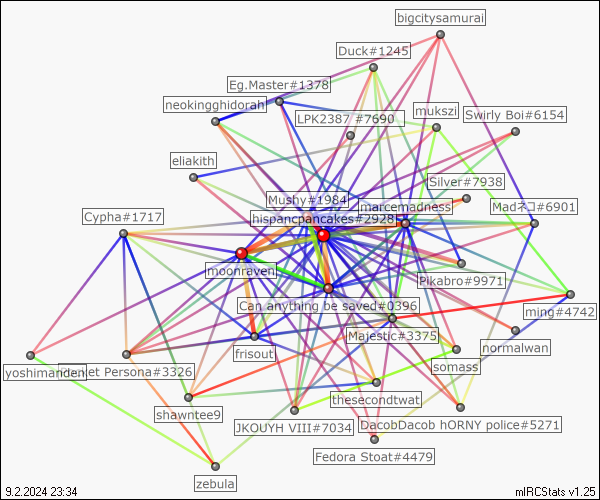 bigcitysamurai
Duck#1245
Eg.Master#1378
neokingghidorah
LPK2387 #7690
mukszi
Swirly Boi#6154
eliakith
Silver#7938
Mushy#1984
marcemadness
Madネコ#6901
Cypha#1717
hispancpancakes#2928
moonraven
Pikabro#9971
Can anything be saved#0396
ming#4742
Majestic#3375
normalwan
frisout
somass
yoshimanden
et Persona#3326
thesecondtwat
shawntee9
JKOUYH VIII#7034
DacobDacob hORNY police#5271
Fedora Stoat#4479
zebula
9.2.2024 23:34
mIRCStats v1.25